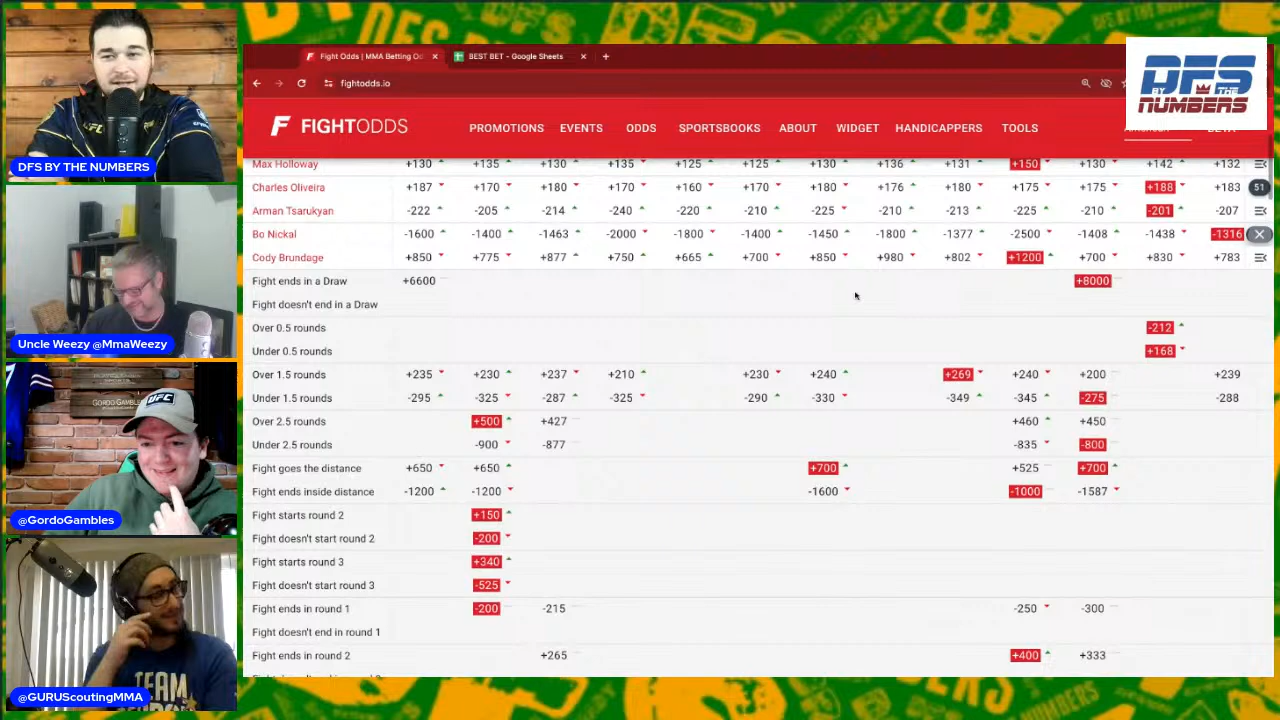 DFS BY THE NUMBERS
Uncle Weezy @MmaWeezy
GORDO GAMBLES
UFC
@GordoGambles
TEAM
@GURUScoutingMMA
Fight Odds | MMA Betting Od
BEST BET - Google Sheets
fightodds.io
DFS
BY THE
NUMBERS
FIGHTODDS PROMOTIONS EVENTS ODDS SPORTSBOOKS ABOUT WIDGET HANDICAPPERS TOOLS
Max Holloway +130 +135 +130 +135 +125 +125 +130 +136 +131 +150 +130 +142 +132
Charles Oliveira +187 +170 +180 +170 +160 +170 +180 +176 +180 +175 +175 +188 +183 51
Arman Tsarukyan -222 -205 -214 -240 -220 -210 -225 -210 -213 -225 -210 -201 -207
Bo Nickal -1600 -1400 -1463 -2000 -1800 -1400 -1450 -1800 -1377 -2500 -1408 -1438 -1316
Cody Brundage +850 +775 +877 +750 +665 +700 +850 +980 +802 +1200 +700 +830 +783
Fight ends in a Draw +6600 +8000
Fight doesn't end in a Draw
Over 0.5 rounds -212
Under 0.5 rounds +168
Over 1.5 rounds +235 +230 +237 +210 +230 +240 +269 +240 +200 +239
Under 1.5 rounds -295 -325 -287 -325 -290 -330 -349 -345 -275 -288
Over 2.5 rounds +500 +427 +460 +450
Under 2.5 rounds -900 -877 -835 -800
Fight goes the distance +650 +650 +700 +525 +700
Fight ends inside distance -1200 -1200 -1600 -1000 -1587
Fight starts round 2 +150
Fight doesn't start round 2 -200
Fight starts round 3 +340
Fight doesn't start round 3 -525
Fight ends in round 1 -200 -215 -250 -300
Fight doesn't end in round 1
Fight ends in round 2 +265 +400 +333